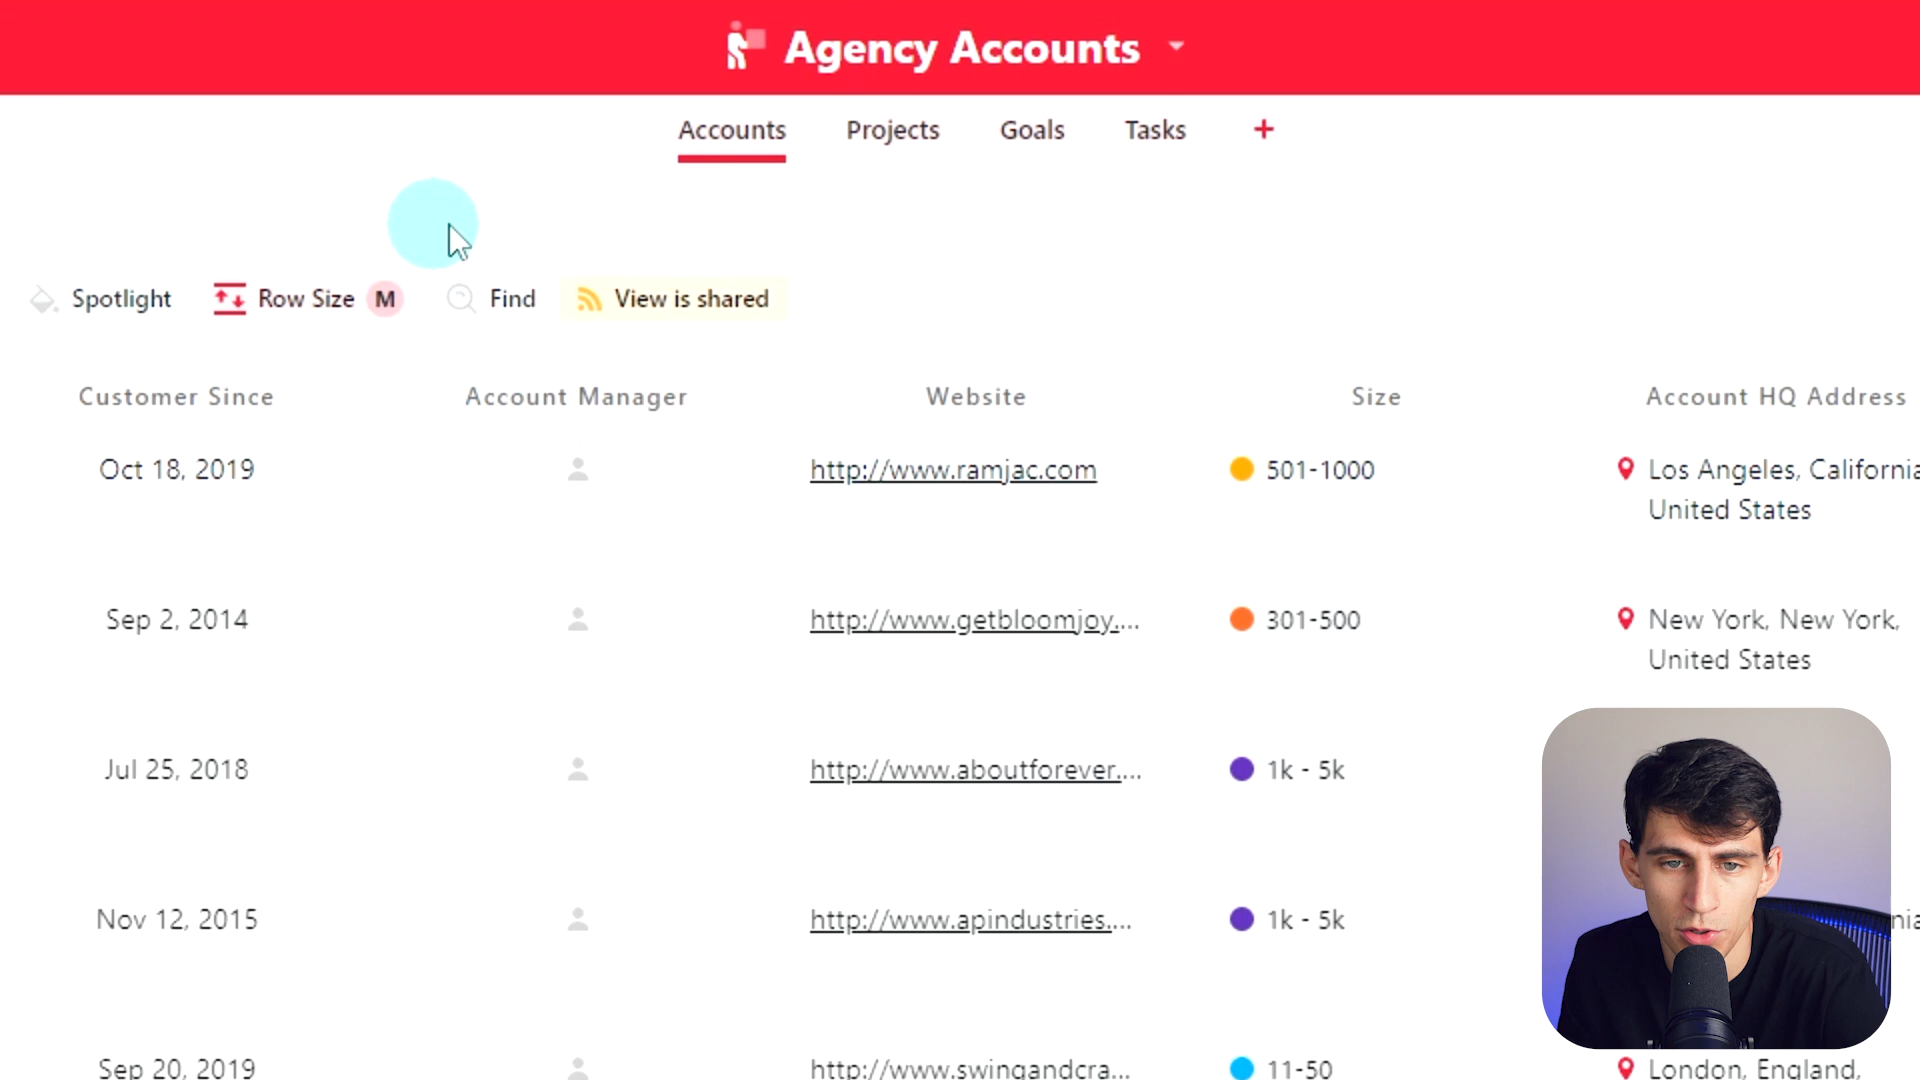 Agency Accounts
Accounts Projects Goals Tasks +
Spotlight Row Size M Find View is shared
Customer Since Account Manager Website Size Account HQ Address
Oct 18, 2019 http://www.ramjac.com 501-1000 Los Angeles, California
United States
Sep 2, 2014 http://www.getbloomjoy.... 301-500 New York, New York,
United States
Jul 25, 2018 http://www.aboutforever.... 1k - 5k
Nov 12, 2015 http://www.apindustries.... 1k - 5k
Sep 20, 2019 http://www.swingandcra... 11-50 London, England,